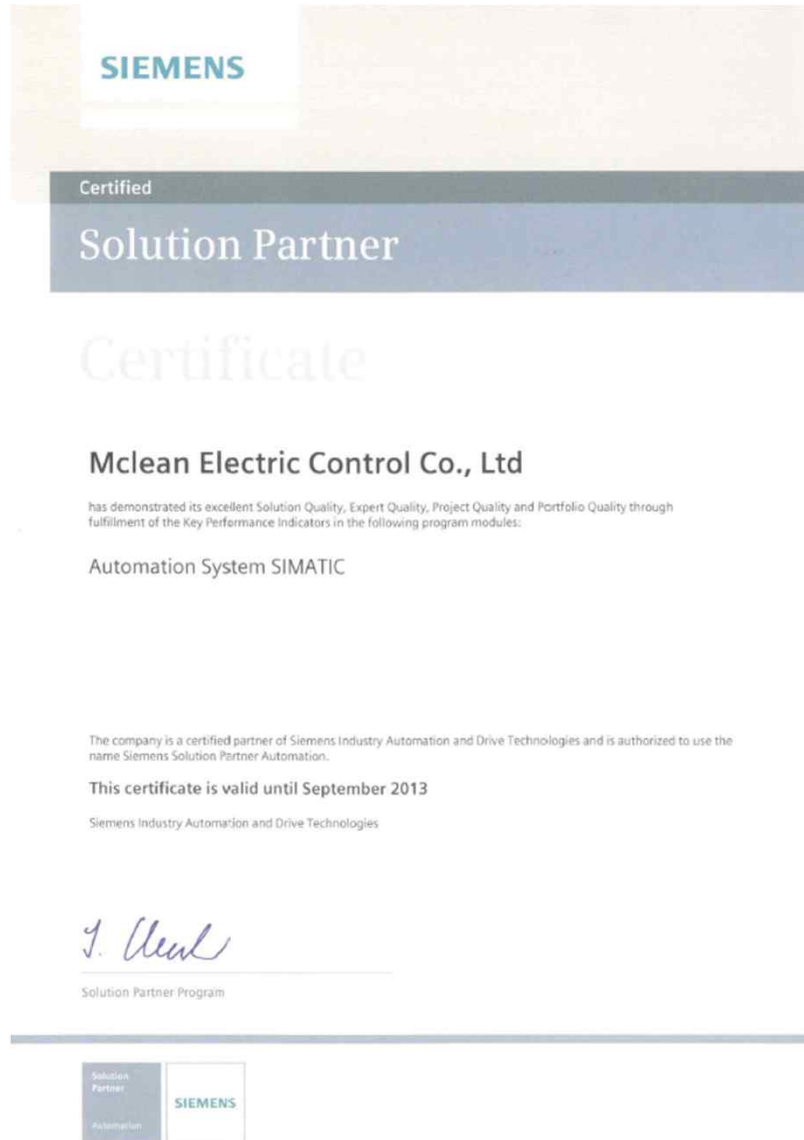 SIEMENS
Certified
Solution Partner
Certificate
Mclean Electric Control Co., Ltd
has demonstrated its excellent Solution Quality, Expert Quality, Project Quality and Portfolio Quality through
fulfillment of the Key Performance Indicators in the following program modules:
Automation System SIMATIC
The company is a certified partner of Siemens Industry Automation and Drive Technologies and is authorized to use the
name Siemens Solution Partner Automation.
This certificate is valid until September 2013
Siemens Industry Automation and Drive Technologies
Solution Partner Program
Solution
Partner
Automation
SIEMENS